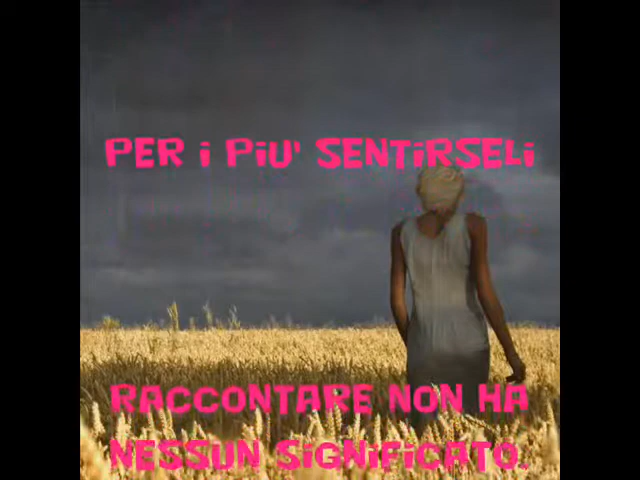 PER i PiU' SENTiRSELi
RACCONTARE NON HA
NESSUN SiGNiFiCATO.